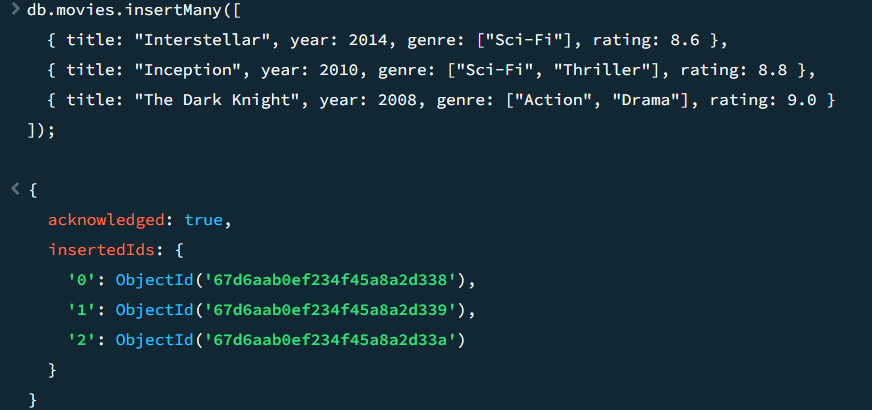 > db.movies.insertMany([
{ title: "Interstellar", year: 2014, genre: ["Sci-Fi"], rating: 8.6 },
{ title: "Inception", year: 2010, genre: ["Sci-Fi", "Thriller"], rating: 8.8 },
{ title: "The Dark Knight", year: 2008, genre: ["Action", "Drama"], rating: 9.0 }
]);
< {
acknowledged: true,
insertedIds: {
'0': ObjectId('67d6aab0ef234f45a8a2d338'),
'1': ObjectId('67d6aab0ef234f45a8a2d339'),
'2': ObjectId('67d6aab0ef234f45a8a2d33a')
}
}